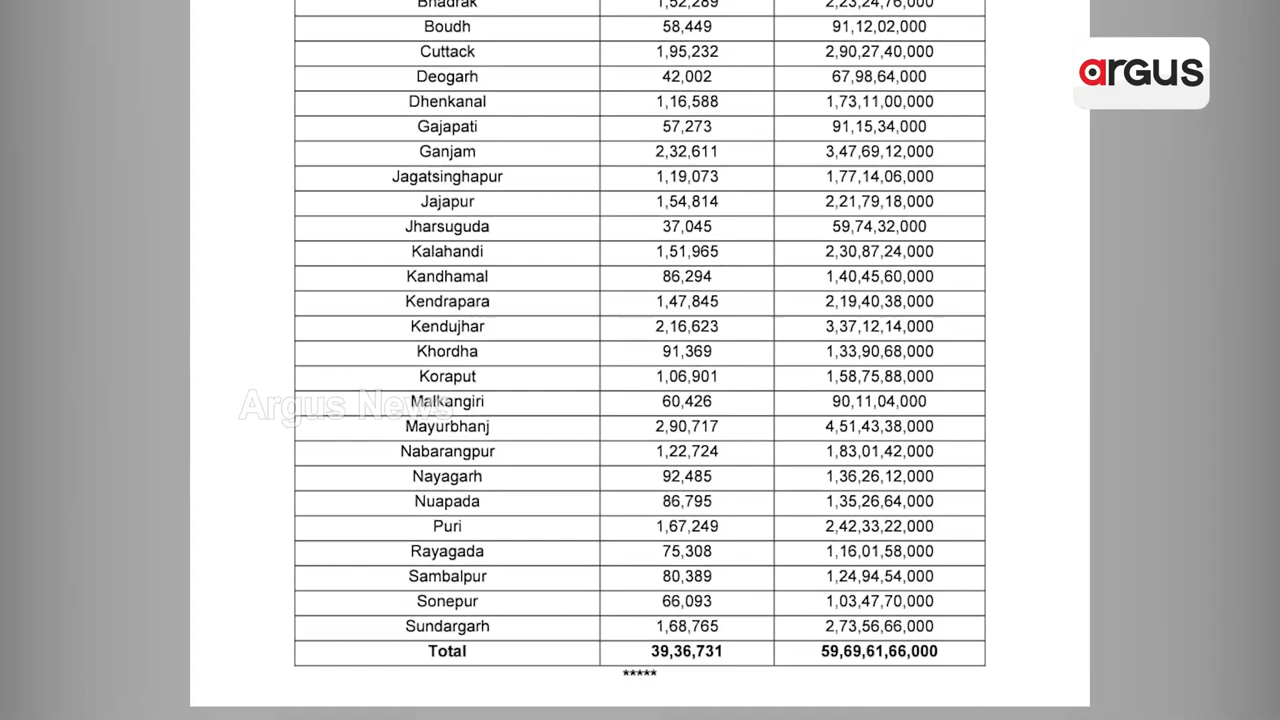 Bhadrak 1,52,289 2,23,24,76,000
Boudh 58,449 91,12,02,000
Cuttack 1,95,232 2,90,27,40,000
Deogarh 42,002 67,98,64,000
Dhenkanal 1,16,588 1,73,11,00,000
Gajapati 57,273 91,15,34,000
Ganjam 2,32,611 3,47,69,12,000
Jagatsinghapur 1,19,073 1,77,14,06,000
Jajapur 1,54,814 2,21,79,18,000
Jharsuguda 37,045 59,74,32,000
Kalahandi 1,51,965 2,30,87,24,000
Kandhamal 86,294 1,40,45,60,000
Kendrapara 1,47,845 2,19,40,38,000
Kendujhar 2,16,623 3,37,12,14,000
Khordha 91,369 1,33,90,68,000
Koraput 1,06,901 1,58,75,88,000
Malkangiri 60,426 90,11,04,000
Mayurbhanj 2,90,717 4,51,43,38,000
Nabarangpur 1,22,724 1,83,01,42,000
Nayagarh 92,485 1,36,26,12,000
Nuapada 86,795 1,35,26,64,000
Puri 1,67,249 2,42,33,22,000
Rayagada 75,308 1,16,01,58,000
Sambalpur 80,389 1,24,94,54,000
Sonepur 66,093 1,03,47,70,000
Sundargarh 1,68,765 2,73,56,66,000
Total 39,36,731 59,69,61,66,000
*****
argus
Argus News